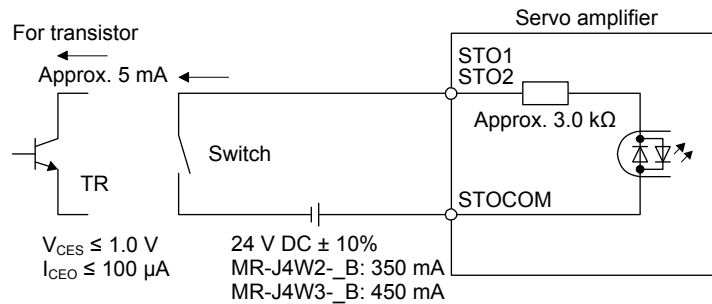 Servo amplifier
For transistor
Approx. 5 mA
STO1
STO2
Approx. 3.0 kΩ
Switch
TR
STOCOM
VCES ≤ 1.0 V
ICEO ≤ 100 µA
24 V DC ± 10%
MR-J4W2-_B: 350 mA
MR-J4W3-_B: 450 mA